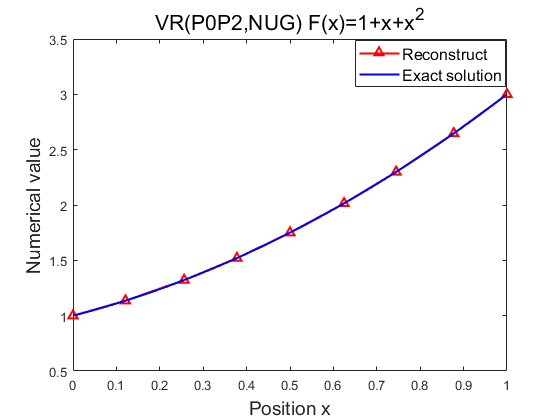 VR(P0P2,NUG) F(x)=1+x+x²
Reconstruct
Exact solution
3.5
3
2.5
2
1.5
1
0.5
Numerical value
0 0.1 0.2 0.3 0.4 0.5 0.6 0.7 0.8 0.9 1
Position x